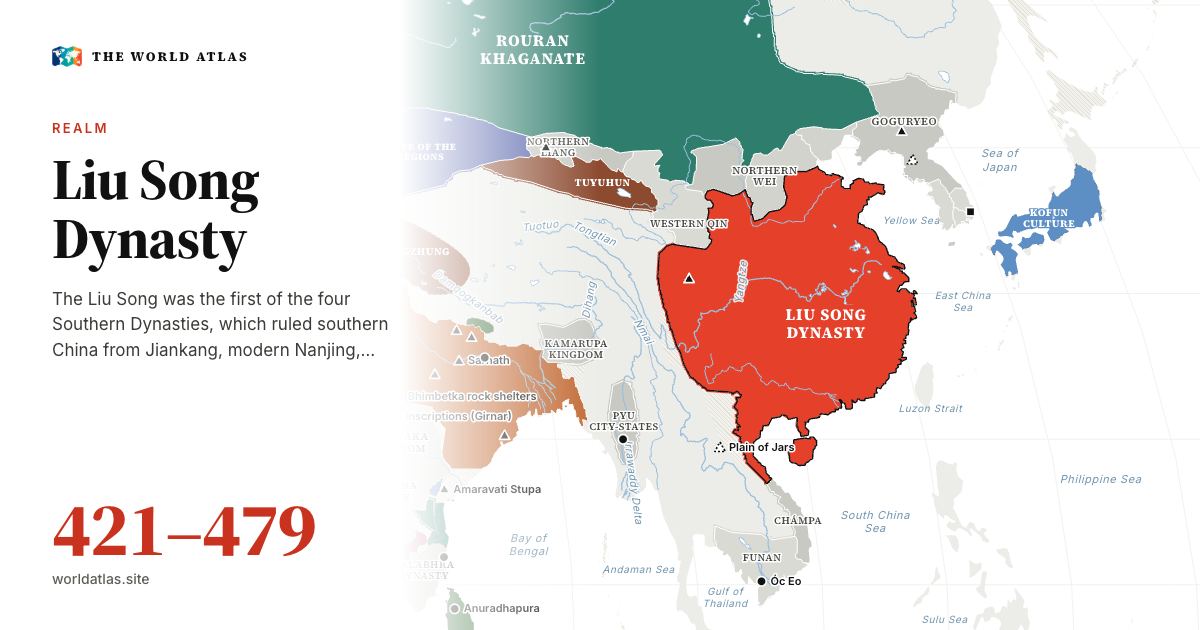 THE WORLD ATLAS
REALM
Liu Song
Dynasty
The Liu Song was the first of the four
Southern Dynasties, which ruled southern
China from Jiankang, modern Nanjing,...
421–479
worldatlas.site
ROURAN
KHAGANATE
GOGURYEO
NORTHERN
LIANG
OF THE
TUYUHUN
NORTHERN
WEI
WESTERN QIN
Sea of
Japan
Yellow Sea
KOFUN
CULTURE
Tuotuo
Tongtian
Dihang
Nmai
Yangtze
East China
Sea
LIU SONG
DYNASTY
KAMARUPA
KINGDOM
Sarnath
Bhimbetka rock shelters
Inscriptions (Girnar)
PYU
CITY-STATES
Luzon Strait
Plain of Jars
Irrawaddy Delta
Amaravati Stupa
Philippine Sea
CHAMPA
South China
Sea
Bay of
Bengal
FUNAN
Andaman Sea
Óc Eo
Gulf of
Thailand
DYNASTY
Anuradhapura
Sulu Sea